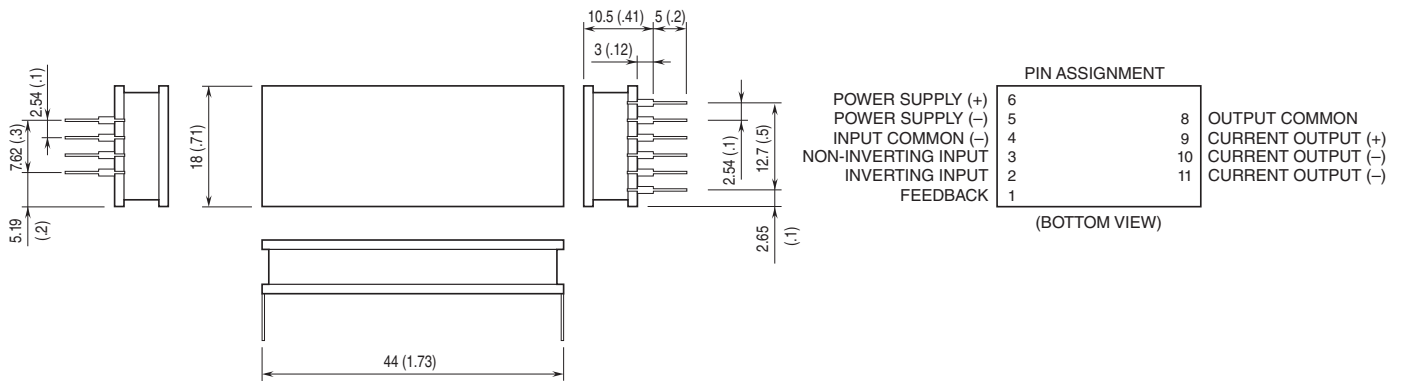 10.5 (.41)
5 (.2)
3 (.12)
2.54 (.1)
7.62 (.3)
5.19
(.2)
18 (.71)
2.54 (.1)
12.7 (.5)
2.65
(.1)
44 (1.73)
PIN ASSIGNMENT
POWER SUPPLY (+) 6
POWER SUPPLY (–) 5
INPUT COMMON (–) 4
NON-INVERTING INPUT 3
INVERTING INPUT 2
FEEDBACK 1
8 OUTPUT COMMON
9 CURRENT OUTPUT (+)
10 CURRENT OUTPUT (–)
11 CURRENT OUTPUT (–)
(BOTTOM VIEW)